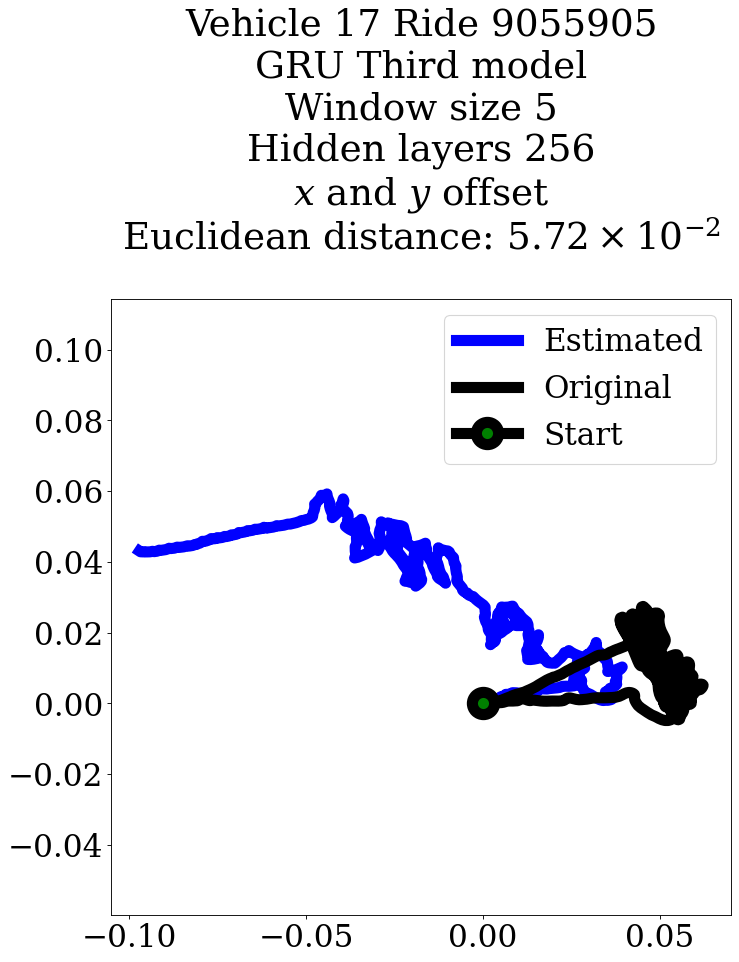 Vehicle 17 Ride 9055905
GRU Third model
Window size 5
Hidden layers 256
x and y offset
Euclidean distance: 5.72 × 10⁻²
Estimated
Original
Start
0.10
0.08
0.06
0.04
0.02
0.00
−0.02
−0.04
−0.10 −0.05 0.00 0.05